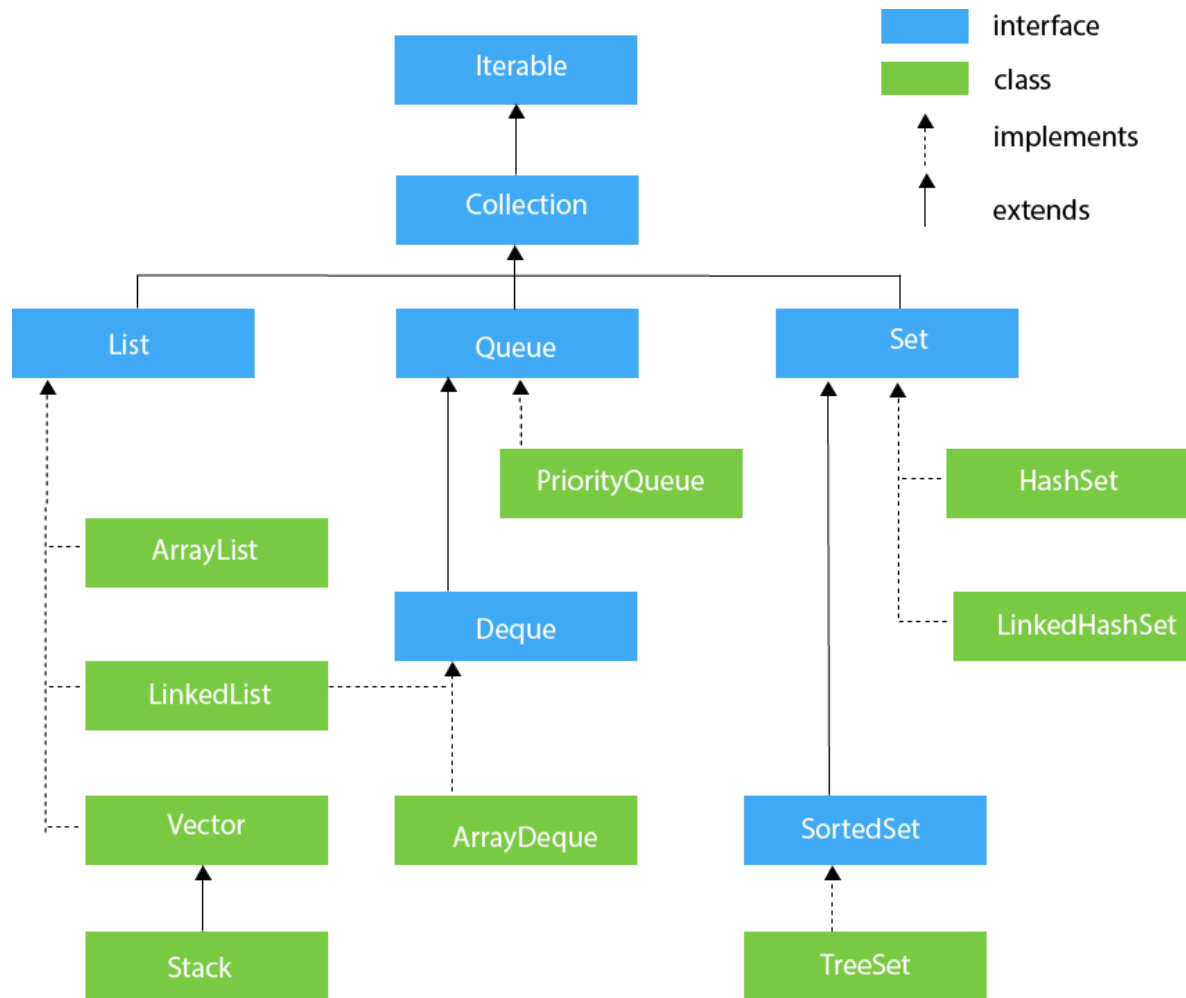 interface
Iterable
class
implements
Collection
extends
List
Queue
Set
PriorityQueue
HashSet
ArrayList
Deque
LinkedHashSet
LinkedList
Vector
ArrayDeque
SortedSet
Stack
TreeSet